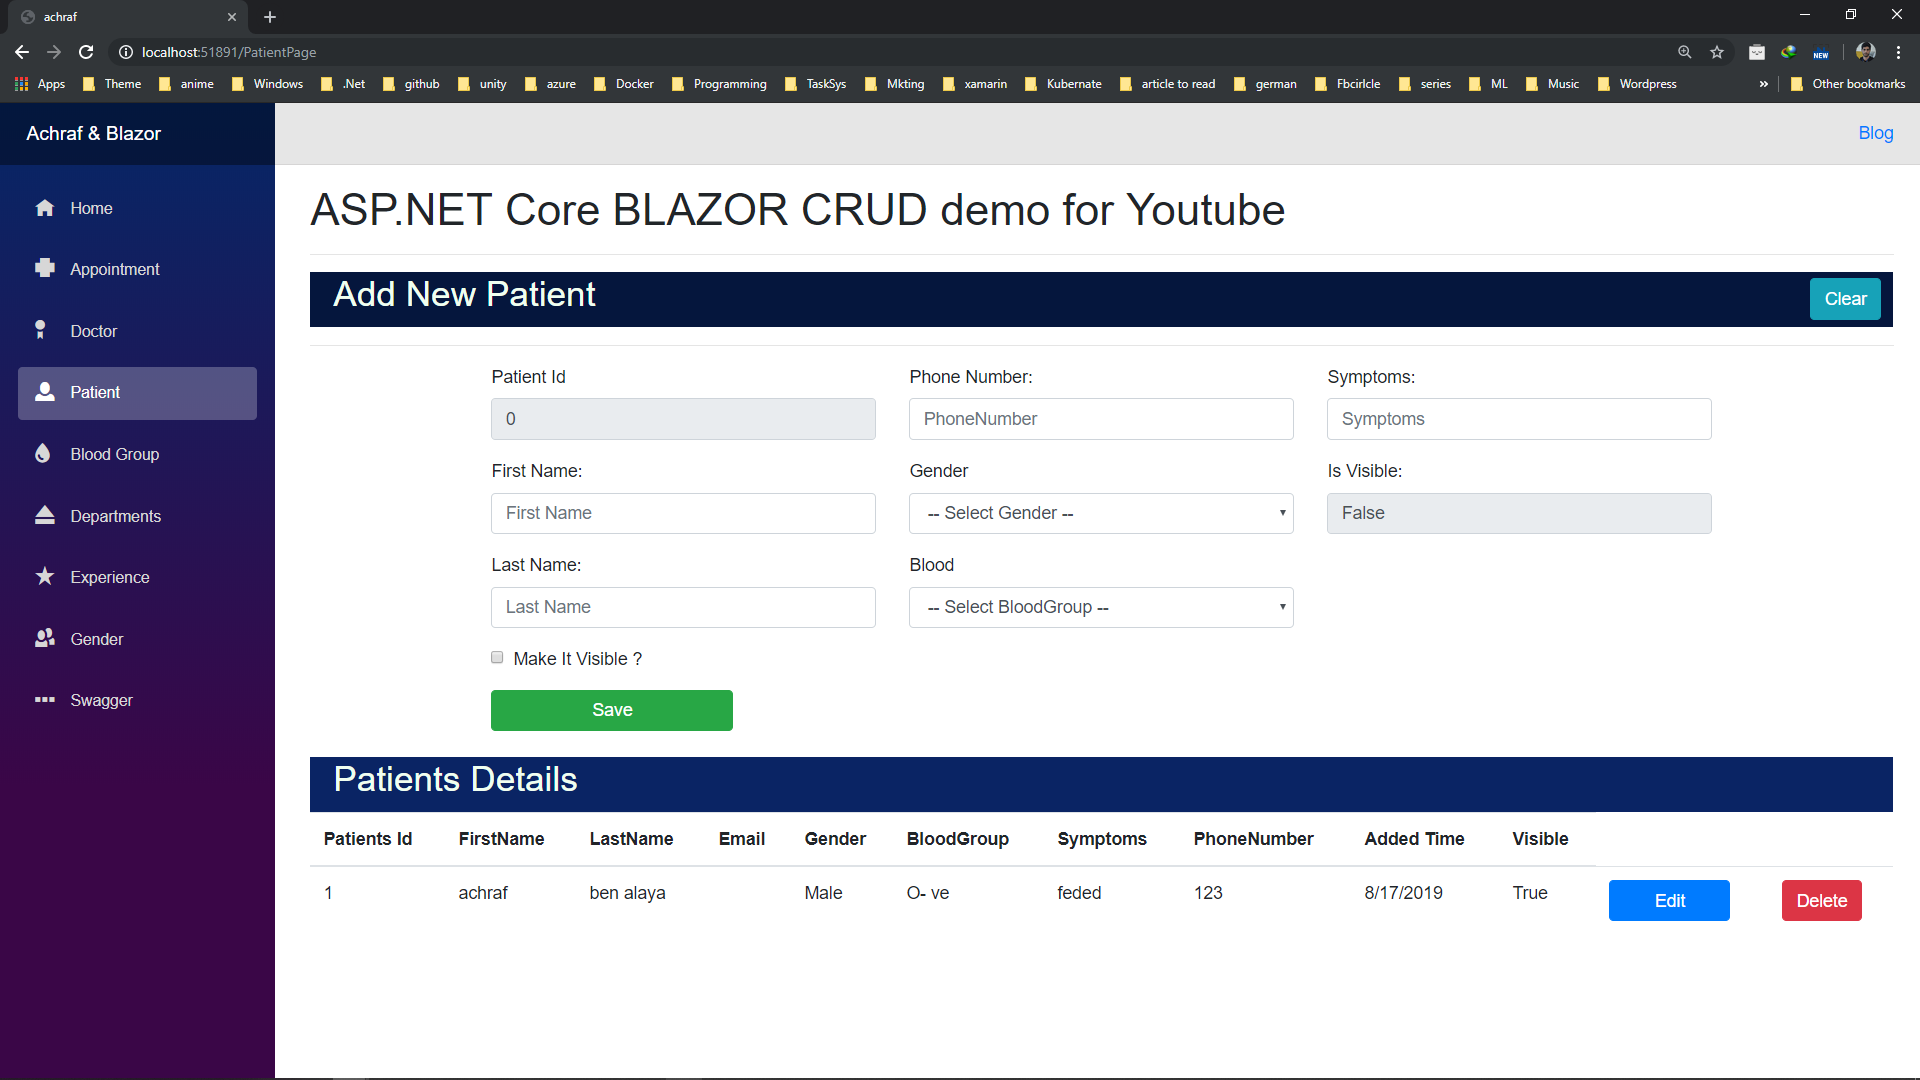 achraf
localhost:51891/PatientPage
Apps Theme anime Windows .Net github unity azure Docker Programming TaskSys Mkting xamarin Kubernate article to read german Fbcirlcle series ML Music Wordpress » Other bookmarks
NEW
Achraf & Blazor
Blog
Home
Appointment
Doctor
Patient
Blood Group
Departments
Experience
Gender
Swagger
ASP.NET Core BLAZOR CRUD demo for Youtube
Add New Patient
Clear
Patient Id Phone Number: Symptoms:
0 PhoneNumber Symptoms
First Name: Gender Is Visible:
First Name -- Select Gender -- False
Last Name: Blood
Last Name -- Select BloodGroup --
Make It Visible ?
Save
Patients Details
Patients Id FirstName LastName Email Gender BloodGroup Symptoms PhoneNumber Added Time Visible
1 achraf ben alaya Male O- ve feded 123 8/17/2019 True Edit Delete